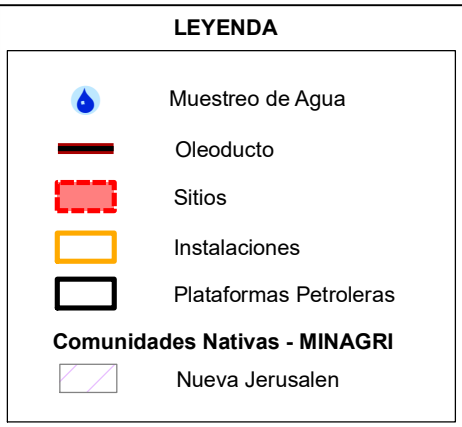 LEYENDA
Muestreo de Agua
Oleoducto
Sitios
Instalaciones
Plataformas Petroleras
Comunidades Nativas - MINAGRI
Nueva Jerusalen